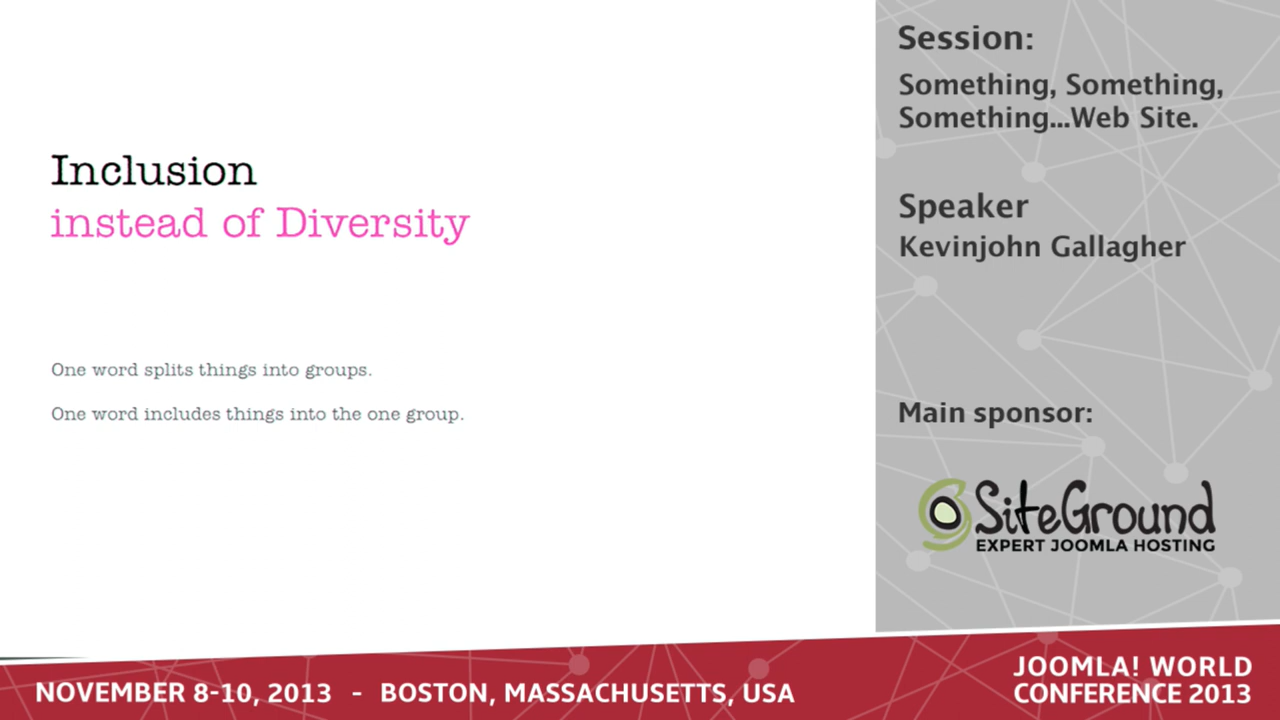 Inclusion
instead of Diversity
One word splits things into groups.
One word includes things into the one group.
Session:
Something, Something,
Something...Web Site.
Speaker
Kevinjohn Gallagher
Main sponsor:
SiteGround
EXPERT JOOMLA HOSTING
NOVEMBER 8-10, 2013 - BOSTON, MASSACHUSETTS, USA
JOOMLA! WORLD
CONFERENCE 2013